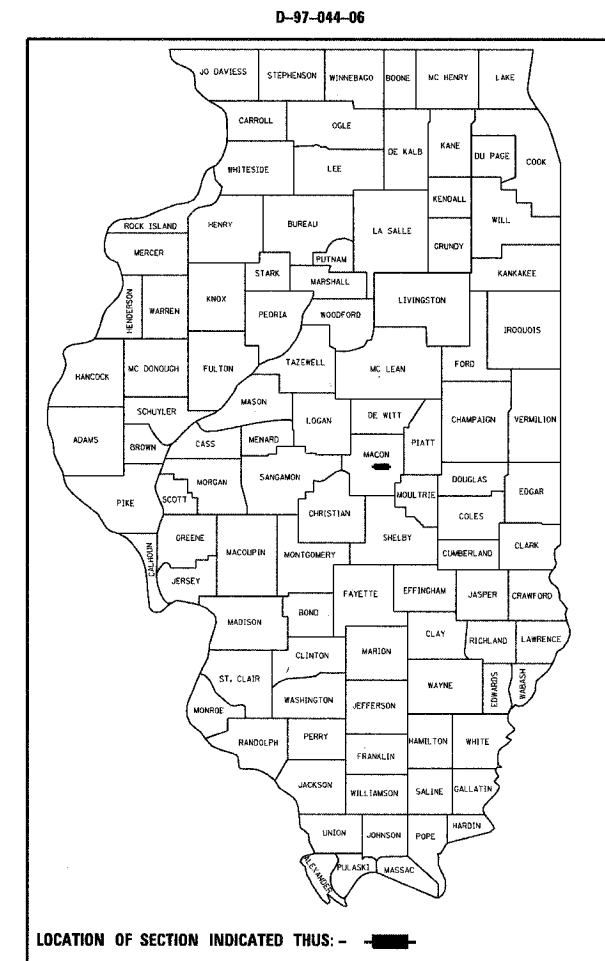 D-97-044-06
JO DAVIESS STEPHENSON WINNEBAGO BOONE MC HENRY LAKE
CARROLL OGLE DE KALB KANE DU PAGE COOK
WHITESIDE LEE
KENDALL WILL
ROCK ISLAND HENRY BUREAU LA SALLE GRUNDY
MERCER PUTNAM
STARK MARSHALL KANKAKEE
HENDERSON WARREN KNOX PEORIA WOODFORD LIVINGSTON IROQUOIS
HANCOCK MC DONOUGH FULTON TAZEWELL MC LEAN FORD
SCHUYLER MASON LOGAN DE WITT CHAMPAIGN VERMILION
ADAMS BROWN CASS MENARD MACON PIATT
PIKE SCOTT MORGAN SANGAMON MOULTRIE DOUGLAS EDGAR
CHRISTIAN COLES
CALHOUN GREENE MACOUPIN MONTGOMERY SHELBY CUMBERLAND CLARK
JERSEY
MADISON BOND FAYETTE EFFINGHAM JASPER CRAWFORD
CLINTON MARION CLAY RICHLAND LAWRENCE
ST. CLAIR WASHINGTON JEFFERSON WAYNE EDWARDS WABASH
MONROE
RANDOLPH PERRY FRANKLIN HAMILTON WHITE
JACKSON WILLIAMSON SALINE GALLATIN
UNION JOHNSON POPE HARDIN
ALEXANDER PULASKI MASSAC
LOCATION OF SECTION INDICATED THUS: -